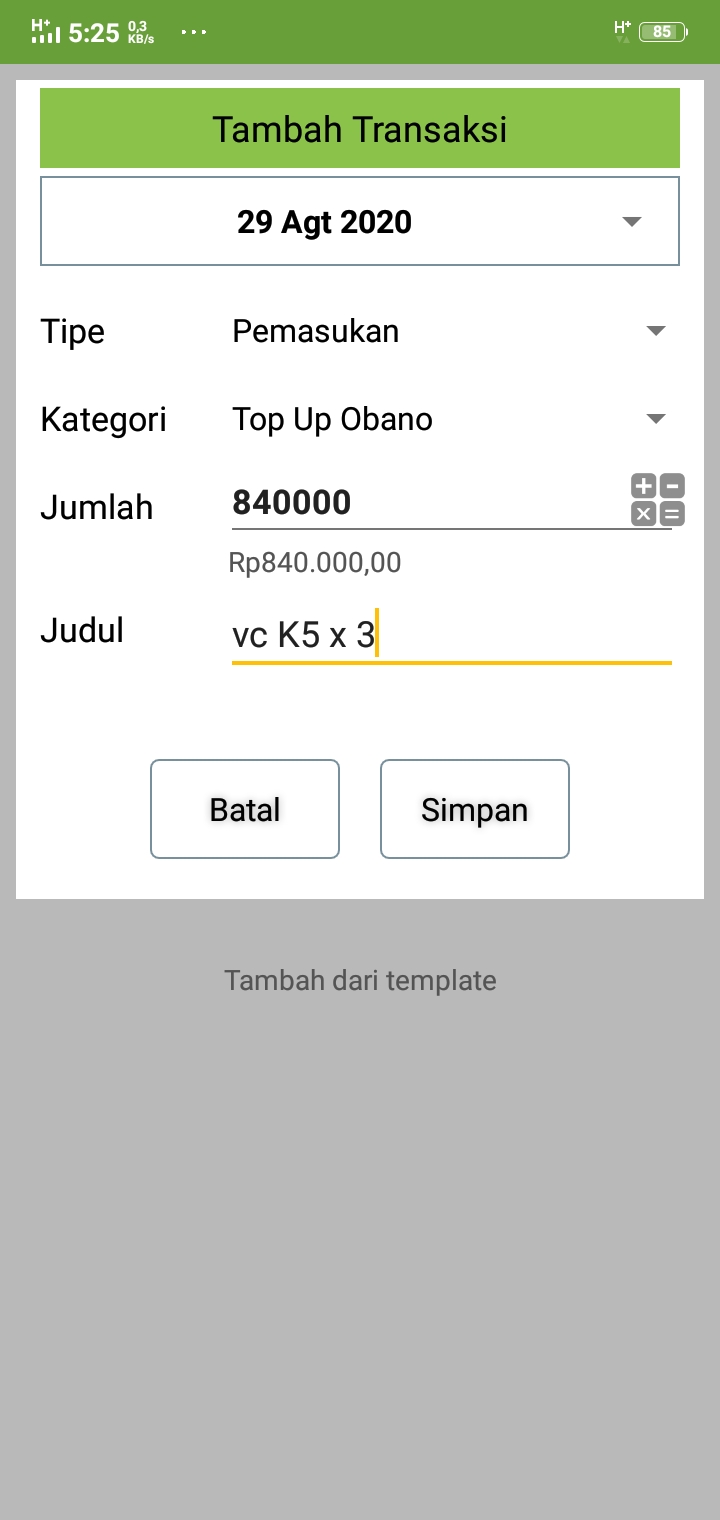 H+ 5:25 0,3 KB/s ... H+ 85
Tambah Transaksi
29 Agt 2020
Tipe Pemasukan
Kategori Top Up Obano
Jumlah 840000
Rp840.000,00
Judul vc K5 x 3
Batal Simpan
Tambah dari template